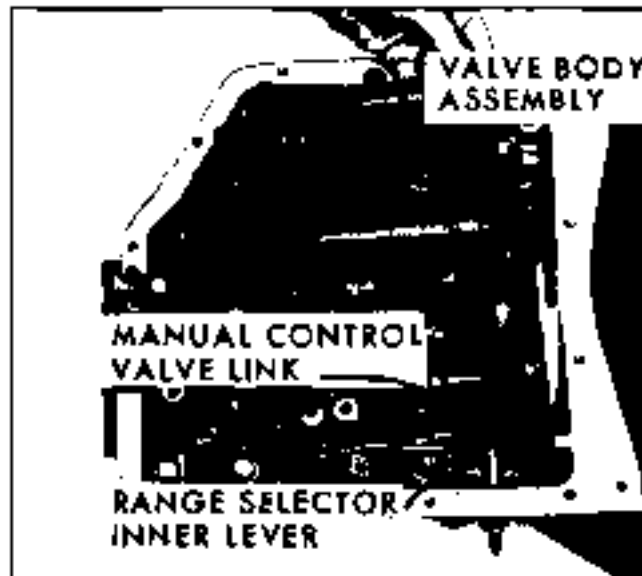 VALVE BODY
ASSEMBLY
MANUAL CONTROL
VALVE LINK
RANGE SELECTOR
INNER LEVER